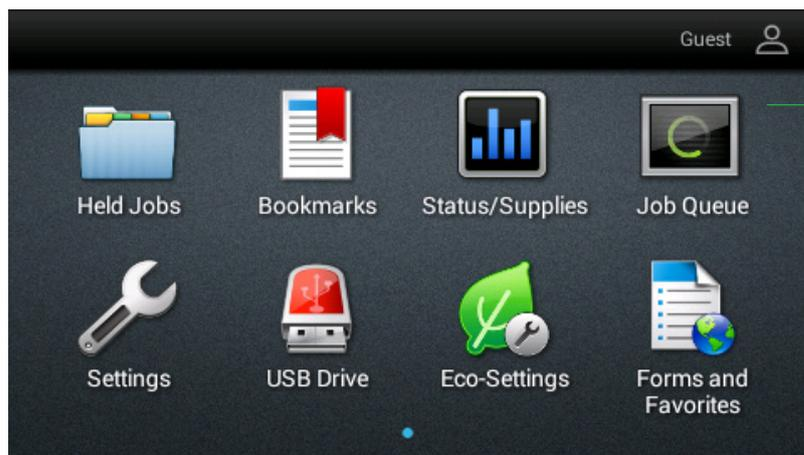 Guest
Held Jobs
Bookmarks
Status/Supplies
Job Queue
Settings
USB Drive
Eco-Settings
Forms and
Favorites